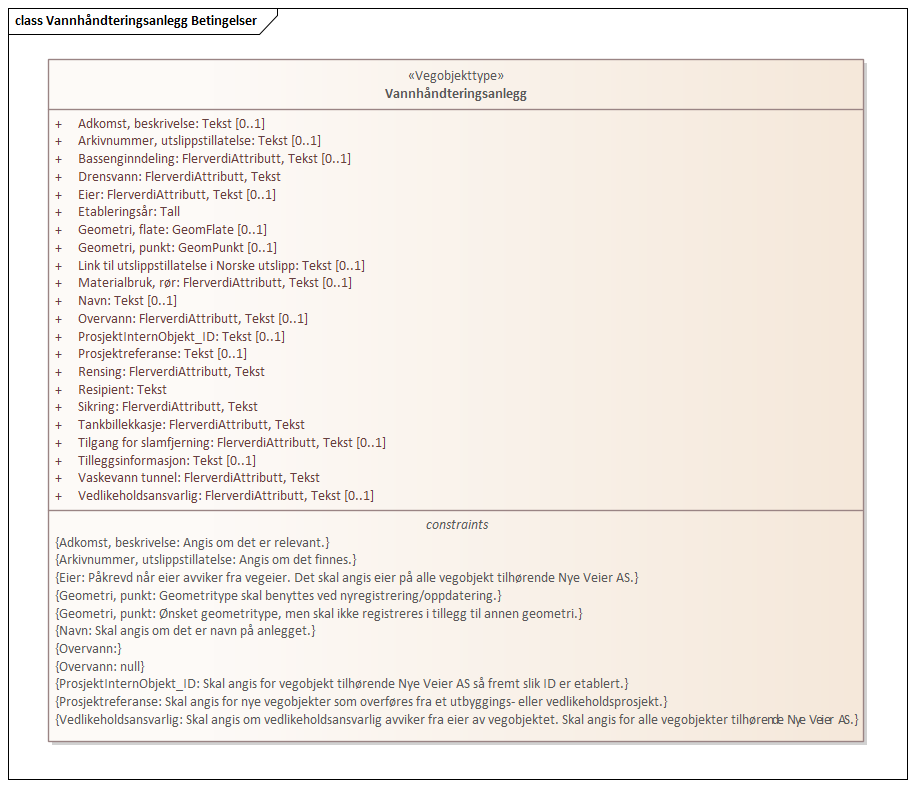 class Vannhåndteringsanlegg Betingelser
«Vegobjekttype»
Vannhåndteringsanlegg
+ Adkomst, beskrivelse: Tekst [0..1]
+ Arkivnummer, utslippstillatelse: Tekst [0..1]
+ Bassenginndeling: FlerverdiAttributt, Tekst [0..1]
+ Drensvann: FlerverdiAttributt, Tekst
+ Eier: FlerverdiAttributt, Tekst [0..1]
+ Etableringsår: Tall
+ Geometri, flate: GeomFlate [0..1]
+ Geometri, punkt: GeomPunkt [0..1]
+ Link til utslippstillatelse i Norske utslipp: Tekst [0..1]
+ Materialbruk, rør: FlerverdiAttributt, Tekst [0..1]
+ Navn: Tekst [0..1]
+ Overvann: FlerverdiAttributt, Tekst [0..1]
+ ProsjektInternObjekt_ID: Tekst [0..1]
+ Prosjektreferanse: Tekst [0..1]
+ Rensing: FlerverdiAttributt, Tekst
+ Resipient: Tekst
+ Sikring: FlerverdiAttributt, Tekst
+ Tankbillekkasje: FlerverdiAttributt, Tekst
+ Tilgang for slamfjerning: FlerverdiAttributt, Tekst [0..1]
+ Tilleggsinformasjon: Tekst [0..1]
+ Vaskevann tunnel: FlerverdiAttributt, Tekst
+ Vedlikeholdsansvarlig: FlerverdiAttributt, Tekst [0..1]
constraints
{Adkomst, beskrivelse: Angis om det er relevant.}
{Arkivnummer, utslippstillatelse: Angis om det finnes.}
{Eier: Påkrevd når eier avviker fra vegeier. Det skal angis eier på alle vegobjekt tilhørende Nye Veier AS.}
{Geometri, punkt: Geometritype skal benyttes ved nyregistrering/oppdatering.}
{Geometri, punkt: Ønsket geometritype, men skal ikke registreres i tillegg til annen geometri.}
{Navn: Skal angis om det er navn på anlegget.}
{Overvann:}
{Overvann: null}
{ProsjektInternObjekt_ID: Skal angis for vegobjekt tilhørende Nye Veier AS så fremt slik ID er etablert.}
{Prosjektreferanse: Skal angis for nye vegobjekter som overføres fra et utbyggings- eller vedlikeholdsprosjekt.}
{Vedlikeholdsansvarlig: Skal angis om vedlikeholdsansvarlig avviker fra eier av vegobjektet. Skal angis for alle vegobjekter tilhørende Nye Veier AS.}